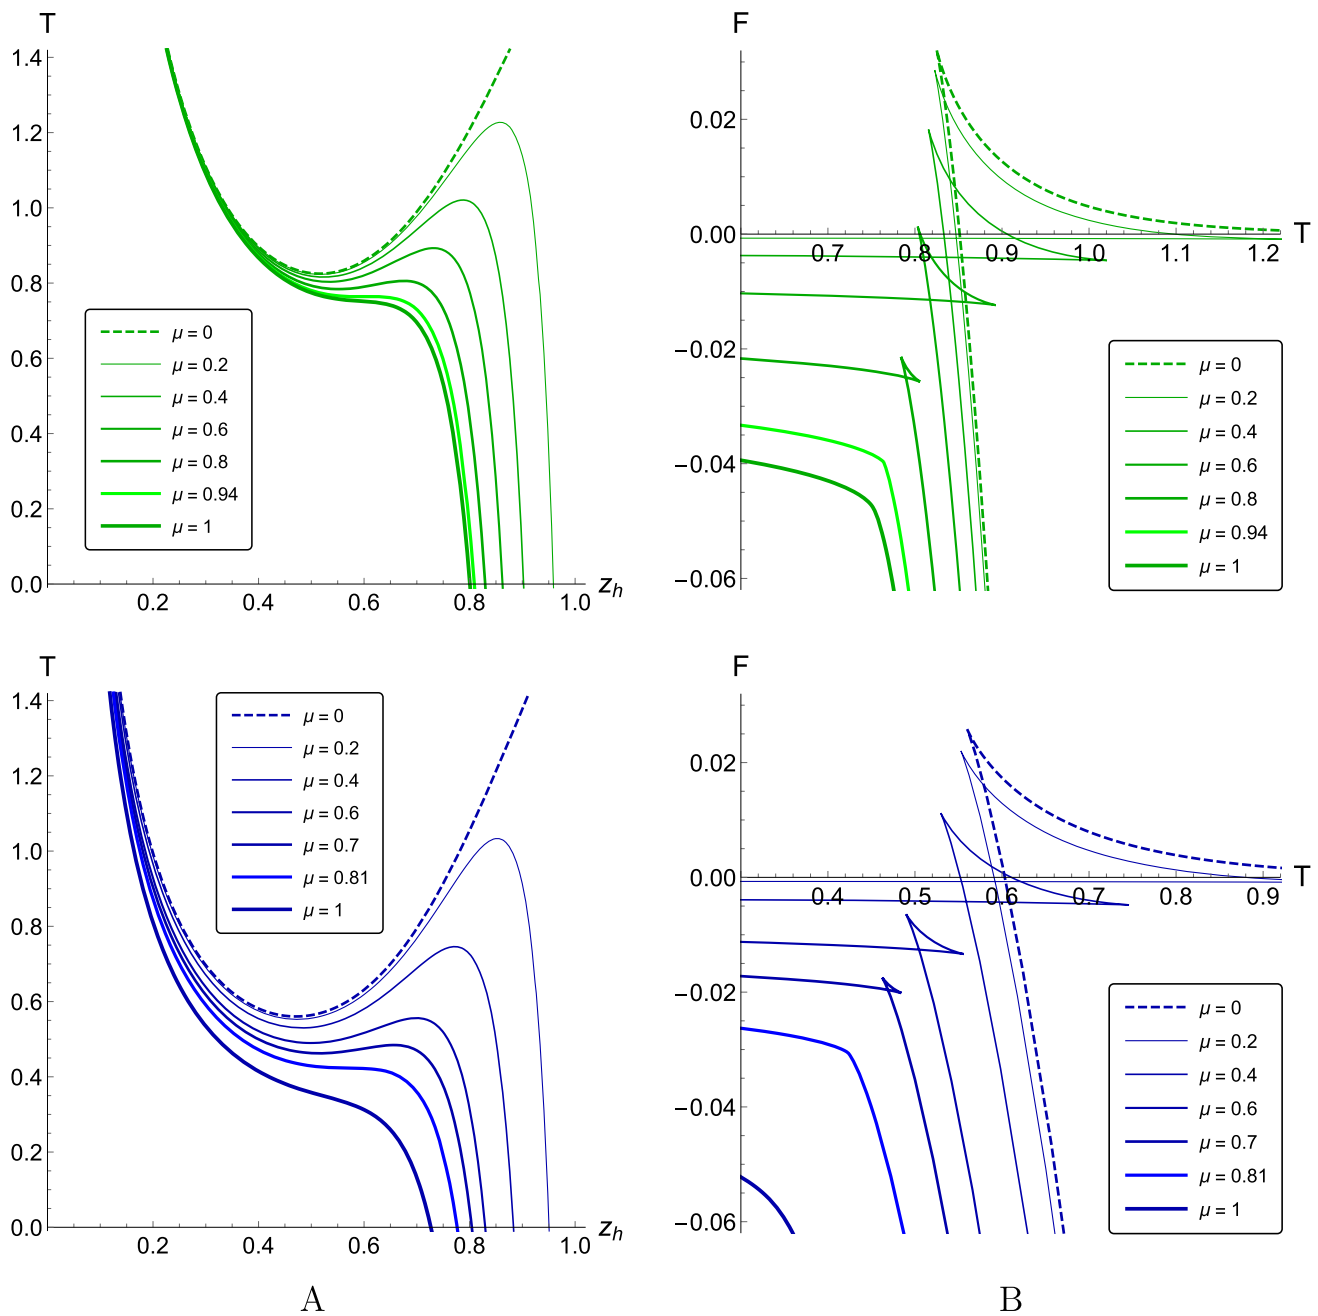 T
1.4
1.2
1.0
0.8
0.6
0.4
0.2
0.0
0.2 0.4 0.6 0.8 1.0 z_h
μ = 0
μ = 0.2
μ = 0.4
μ = 0.6
μ = 0.8
μ = 0.94
μ = 1
F
0.02
0.00
−0.02
−0.04
−0.06
0.7 0.8 0.9 1.0 1.1 1.2 T
μ = 0
μ = 0.2
μ = 0.4
μ = 0.6
μ = 0.8
μ = 0.94
μ = 1
T
1.4
1.2
1.0
0.8
0.6
0.4
0.2
0.0
0.2 0.4 0.6 0.8 1.0 z_h
μ = 0
μ = 0.2
μ = 0.4
μ = 0.6
μ = 0.7
μ = 0.81
μ = 1
F
0.02
0.00
−0.02
−0.04
−0.06
0.4 0.5 0.6 0.7 0.8 0.9 T
μ = 0
μ = 0.2
μ = 0.4
μ = 0.6
μ = 0.7
μ = 0.81
μ = 1
A
B